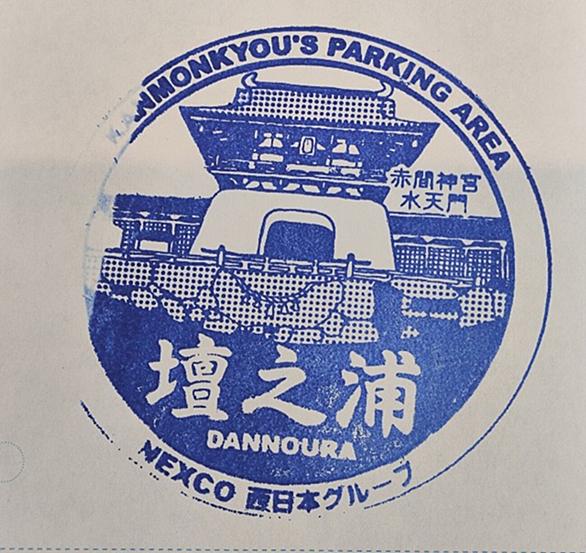 KANMONKYOU'S PARKING AREA
赤間神宮
水天門
壇之浦
DANNOURA
NEXCO 西日本グループ